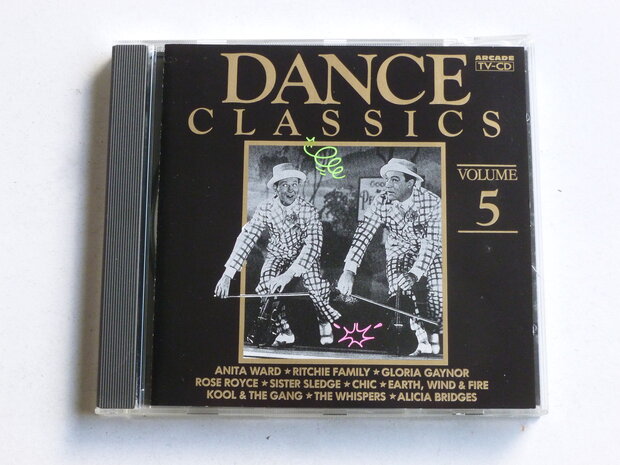 DANCE
ARCADE
TV-CD
CLASSICS
VOLUME
5
ANITA WARD ★ RITCHIE FAMILY ★ GLORIA GAYNOR
ROSE ROYCE ★ SISTER SLEDGE ★ CHIC ★ EARTH, WIND & FIRE
KOOL & THE GANG ★ THE WHISPERS ★ ALICIA BRIDGES